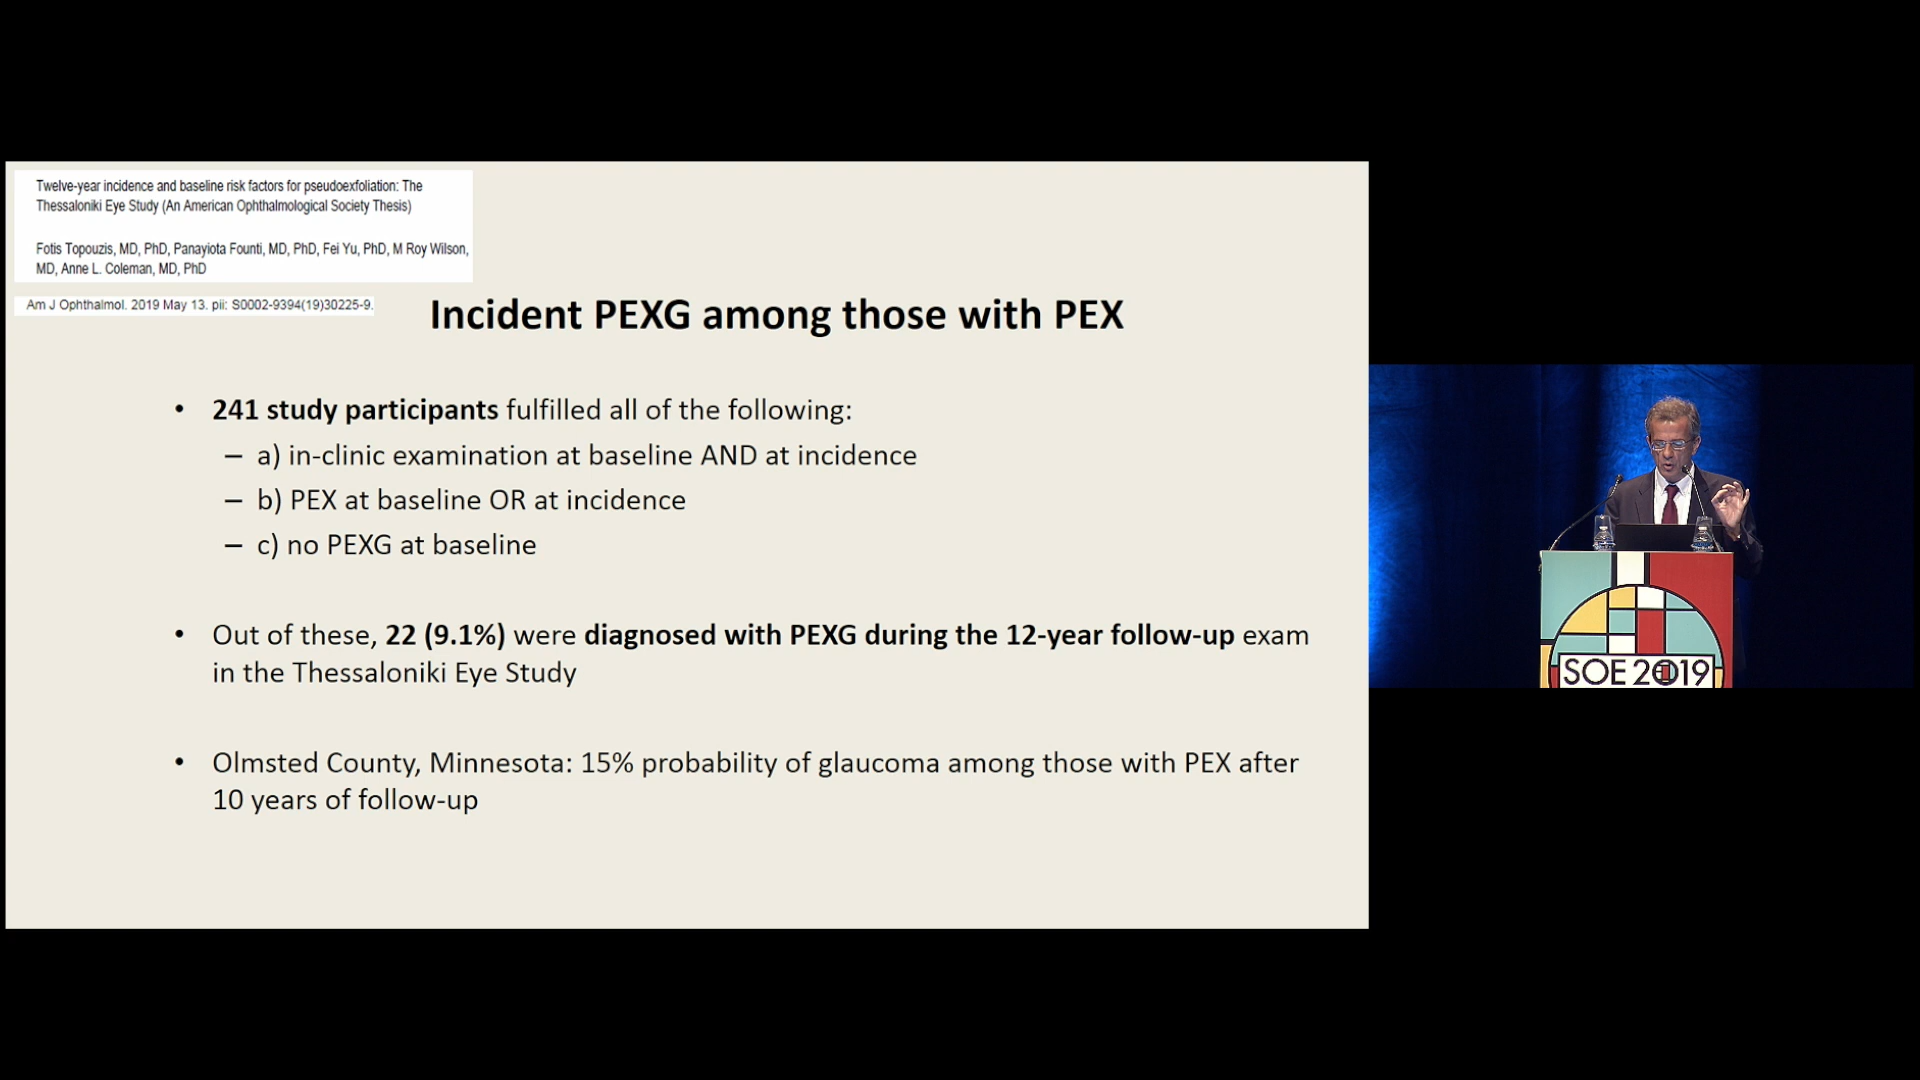 Twelve-year incidence and baseline risk factors for pseudoexfoliation: The
Thessaloniki Eye Study (An American Ophthalmological Society Thesis)
Fotis Topouzis, MD, PhD, Panayiota Founti, MD, PhD, Fei Yu, PhD, M Roy Wilson,
MD, Anne L. Coleman, MD, PhD
Am J Ophthalmol. 2019 May 13. pii: S0002-9394(19)30225-9.
Incident PEXG among those with PEX
• 241 study participants fulfilled all of the following:
– a) in-clinic examination at baseline AND at incidence
– b) PEX at baseline OR at incidence
– c) no PEXG at baseline
• Out of these, 22 (9.1%) were diagnosed with PEXG during the 12-year follow-up exam
in the Thessaloniki Eye Study
• Olmsted County, Minnesota: 15% probability of glaucoma among those with PEX after
10 years of follow-up
SOE 2019